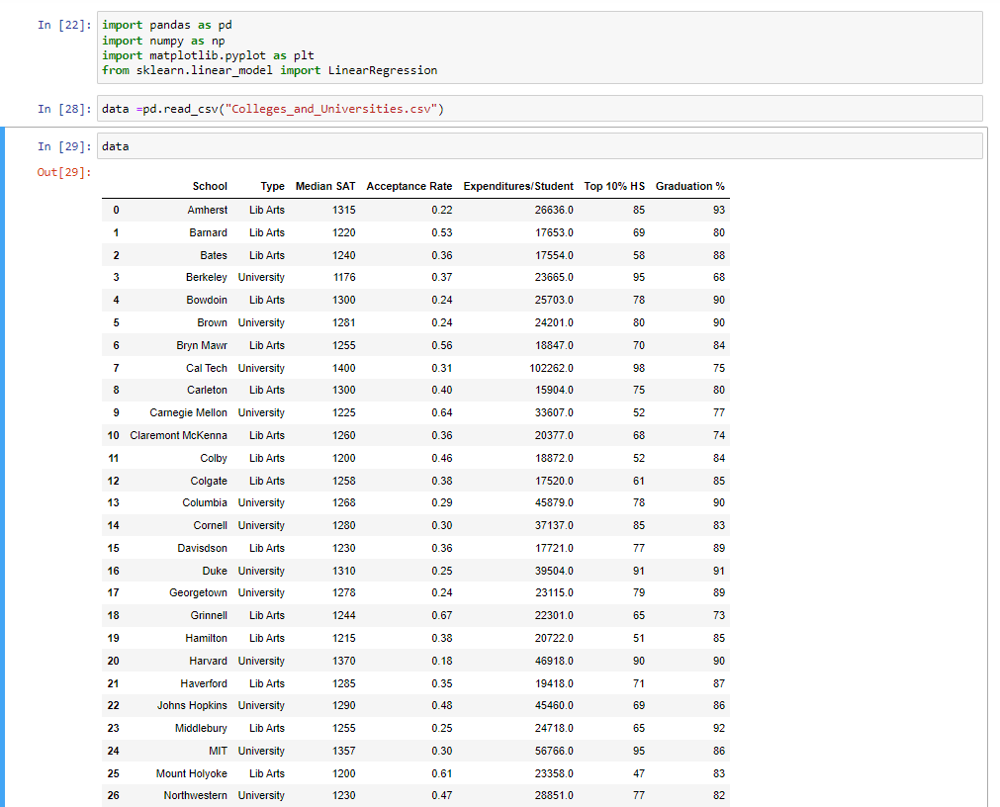 In [22]: import pandas as pd
import numpy as np
import matplotlib.pyplot as plt
from sklearn.linear_model import LinearRegression
In [28]: data =pd.read_csv("Colleges_and_Universities.csv")
In [29]: data
Out[29]:
School Type Median SAT Acceptance Rate Expenditures/Student Top 10% HS Graduation %
0 Amherst Lib Arts 1315 0.22 26636.0 85 93
1 Barnard Lib Arts 1220 0.53 17653.0 69 80
2 Bates Lib Arts 1240 0.36 17554.0 58 88
3 Berkeley University 1176 0.37 23665.0 95 68
4 Bowdoin Lib Arts 1300 0.24 25703.0 78 90
5 Brown University 1281 0.24 24201.0 80 90
6 Bryn Mawr Lib Arts 1255 0.56 18847.0 70 84
7 Cal Tech University 1400 0.31 102262.0 98 75
8 Carleton Lib Arts 1300 0.40 15904.0 75 80
9 Carnegie Mellon University 1225 0.64 33607.0 52 77
10 Claremont McKenna Lib Arts 1260 0.36 20377.0 68 74
11 Colby Lib Arts 1200 0.46 18872.0 52 84
12 Colgate Lib Arts 1258 0.38 17520.0 61 85
13 Columbia University 1268 0.29 45879.0 78 90
14 Cornell University 1280 0.30 37137.0 85 83
15 Davisdson Lib Arts 1230 0.36 17721.0 77 89
16 Duke University 1310 0.25 39504.0 91 91
17 Georgetown University 1278 0.24 23115.0 79 89
18 Grinnell Lib Arts 1244 0.67 22301.0 65 73
19 Hamilton Lib Arts 1215 0.38 20722.0 51 85
20 Harvard University 1370 0.18 46918.0 90 90
21 Haverford Lib Arts 1285 0.35 19418.0 71 87
22 Johns Hopkins University 1290 0.48 45460.0 69 86
23 Middlebury Lib Arts 1255 0.25 24718.0 65 92
24 MIT University 1357 0.30 56766.0 95 86
25 Mount Holyoke Lib Arts 1200 0.61 23358.0 47 83
26 Northwestern University 1230 0.47 28851.0 77 82